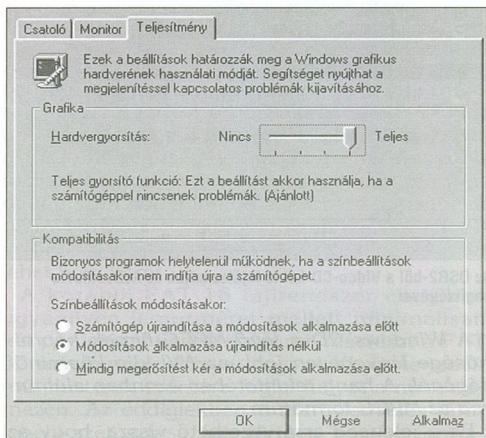 Csatoló Monitor Teljesítmény
Ezek a beállítások határozzák meg a Windows grafikus
hardverének használati módját. Segítséget nyújthat a
megjelenítéssel kapcsolatos problémák kijavításához.
Grafika
Hardvergyorsítás: Nincs Teljes
Teljes gyorsító funkció: Ezt a beállítást akkor használja, ha a
számítógéppel nincsenek problémák. (Ajánlott)
Kompatibilitás
Bizonyos programok helytelenül működnek, ha a színbeállítások
módosításakor nem indítja újra a számítógépet.
Színbeállítások módosításakor:
Számítógép újraindítása a módosítások alkalmazása előtt
Módosítások alkalmazása újraindítás nélkül
Mindig megerősítést kér a módosítások alkalmazása előtt.
OK Mégse Alkalmaz